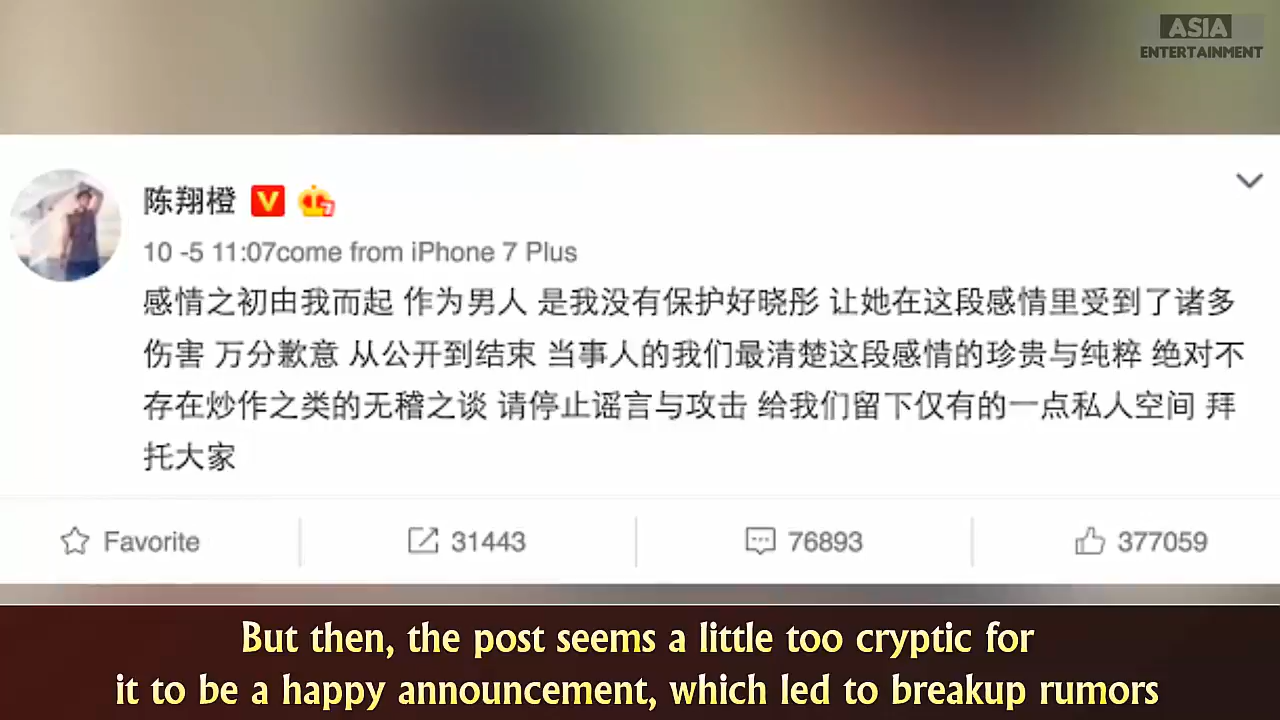 ASIA
ENTERTAINMENT
陈翔橙
10 -5 11:07come from iPhone 7 Plus
感情之初由我而起 作为男人 是我没有保护好晓彤 让她在这段感情里受到了诸多
伤害 万分歉意 从公开到结束 当事人的我们最清楚这段感情的珍贵与纯粹 绝对不
存在炒作之类的无稽之谈 请停止谣言与攻击 给我们留下仅有的一点私人空间 拜
托大家
Favorite
31443
76893
377059
But then, the post seems a little too cryptic for
it to be a happy announcement, which led to breakup rumors